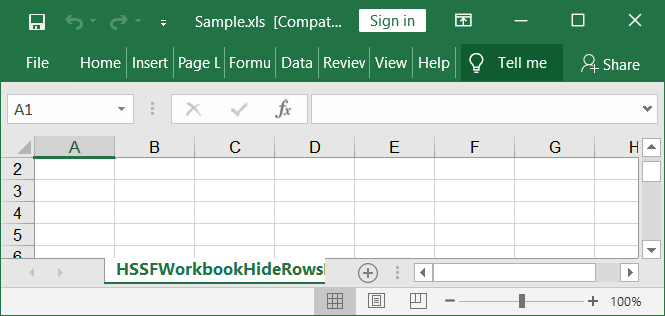 Sample.xls [Compat... Sign in
File Home Insert Page L Formu Data Reviev View Help Tell me Share
A1 fx
A B C D E F G H
2
3
4
5
6
HSSFWorkbookHideRows
100%